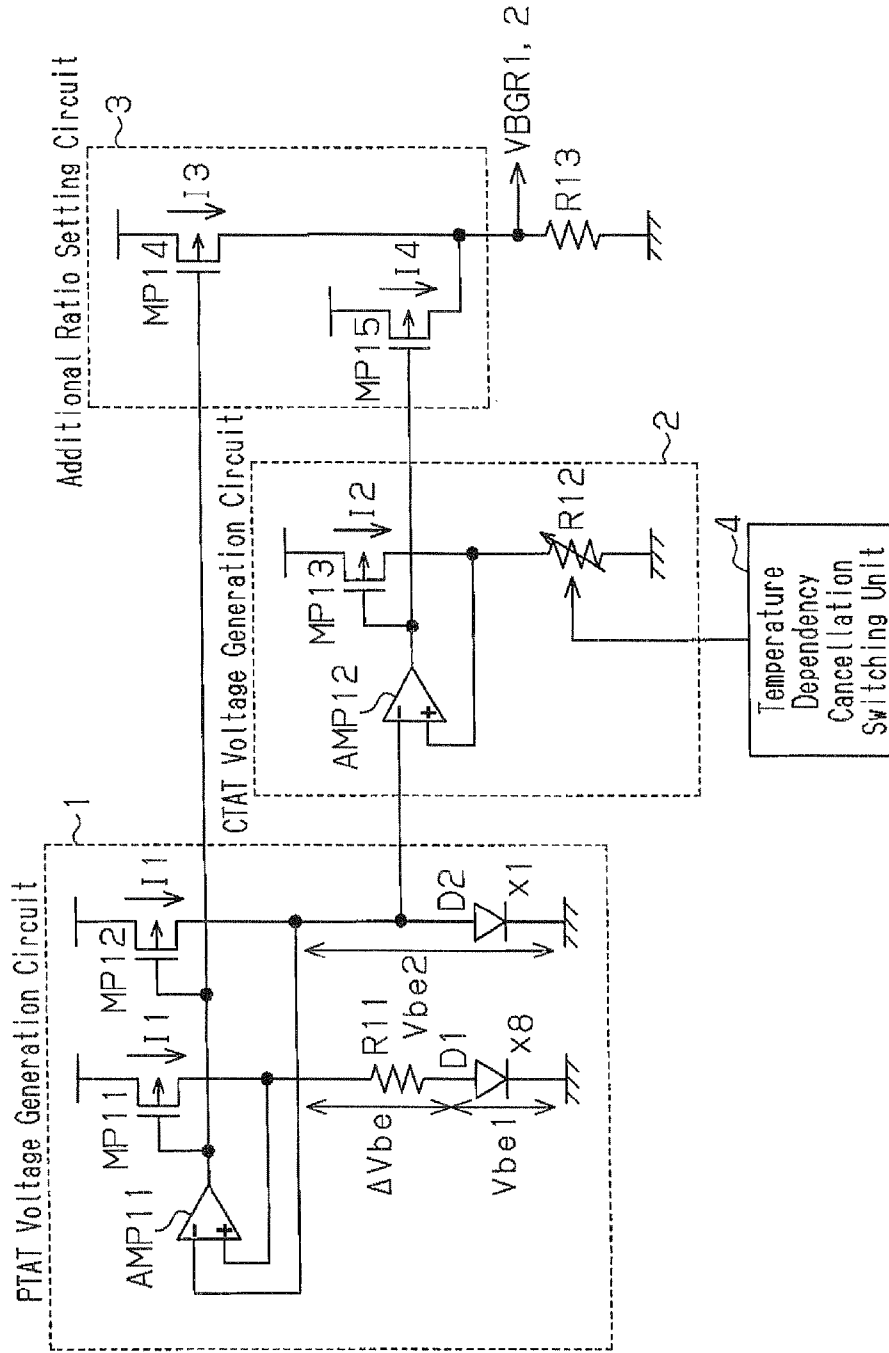 PTAT Voltage Generation Circuit
1
MP11
I1
MP12
I1
AMP11
-
+
ΔVbe
R11
Vbe2
D2
X1
D1
Vbe1
X8
CTAT Voltage Generation Circuit
2
MP13
I2
AMP12
-
+
R12
Additional Ratio Setting Circuit
3
MP14
I3
MP15
I4
VBGR1, 2
R13
4
Temperature
Dependency
Cancellation
Switching Unit